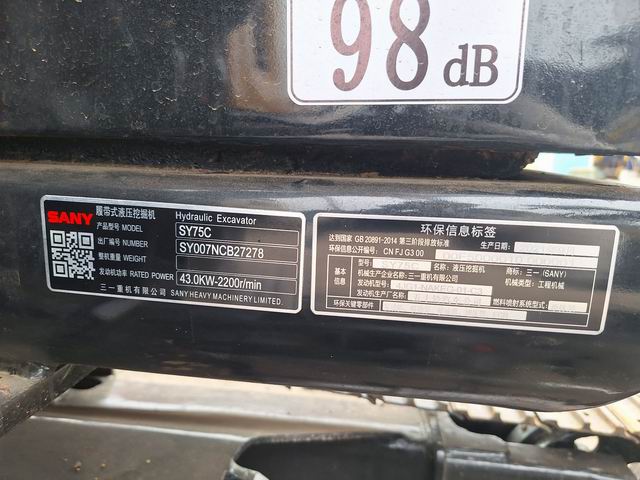 98 dB
SANY 履带式液压挖掘机 Hydraulic Excavator
产品型号 MODEL SY75C
出厂编号 NUMBER SY007NCB27278
整机重量 WEIGHT
发动机功率 RATED POWER 43.0KW-2200r/min
三一重机有限公司 SANY HEAVY MACHINERY LIMITED.
环保信息标签
达到国家 GB 20891-2014 第三阶段排放标准 生产日期:
信息公开编号: CN FJ G3 00
基本信息
机械型号: 名称: 液压挖掘机 商标: 三一 (SANY)
机械生产企业名称: 三一重机有限公司 机械类型: 工程机械
发动机型号:
发动机生产厂名称: 燃料喷射系统型式:
环保关键零部件